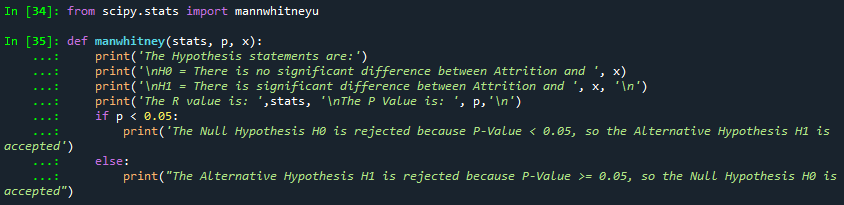 In [34]: from scipy.stats import mannwhitneyu
In [35]: def manwhitney(stats, p, x):
...: print('The Hypothesis statements are:')
...: print('\nH0 = There is no significant difference between Attrition and ', x)
...: print('\nH1 = There is significant difference between Attrition and ', x, '\n')
...: print('The R value is: ',stats, '\nThe P Value is: ', p,'\n')
...: if p < 0.05:
...: print('The Null Hypothesis H0 is rejected because P-Value < 0.05, so the Alternative Hypothesis H1 is
accepted')
...: else:
...: print("The Alternative Hypothesis H1 is rejected because P-Value >= 0.05, so the Null Hypothesis H0 is
accepted")